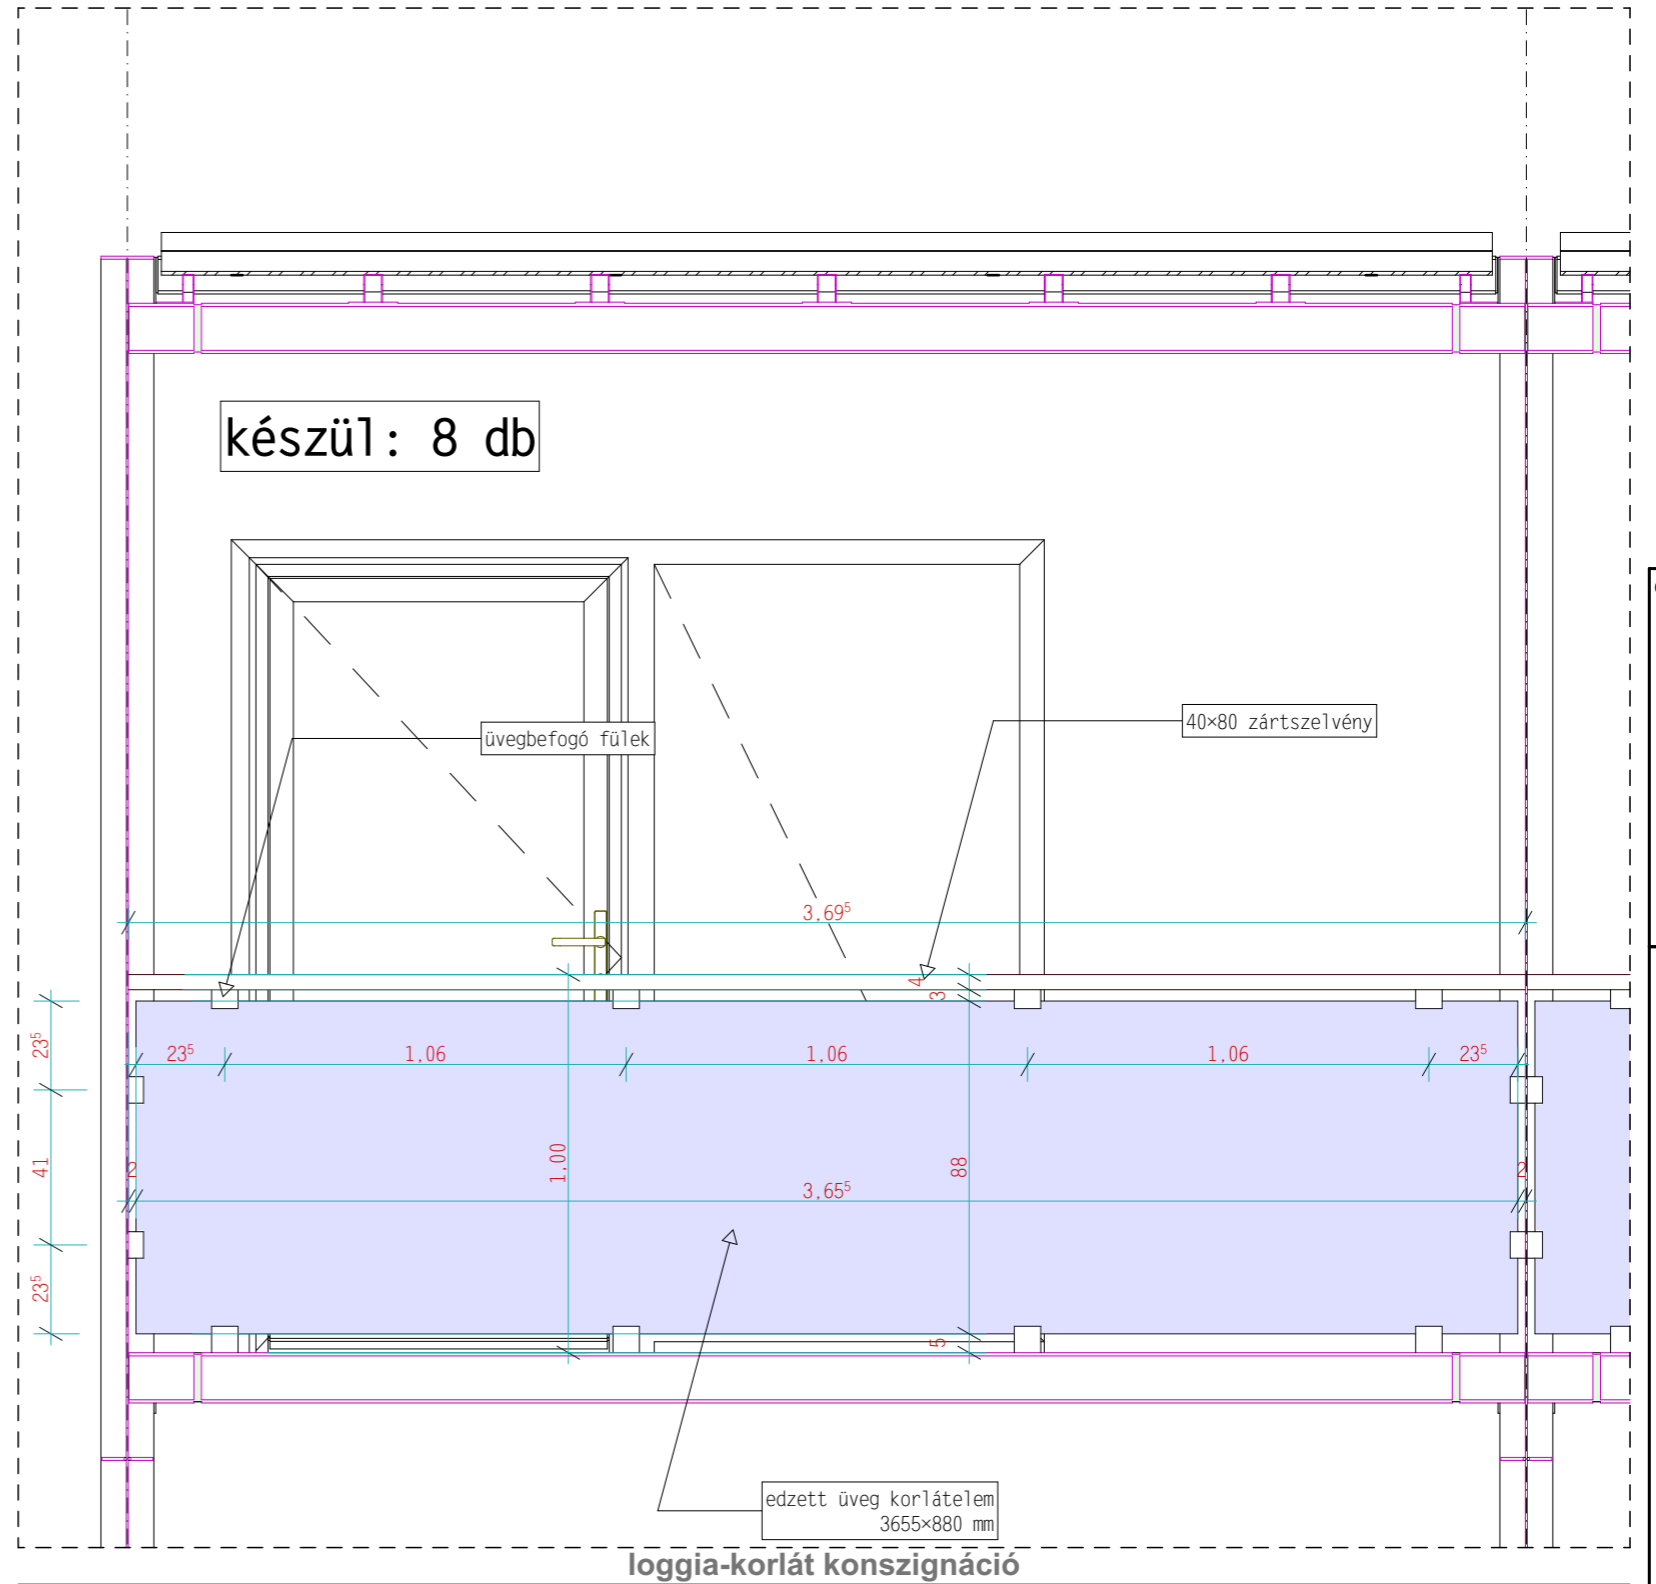 készül: 8 db
40×80 zártszelvény
üvegbefogó fülek
3,69⁵
4
3
23⁵
23⁵
1,06
1,06
1,06
23⁵
41
2
1,00
88
2
3,65⁵
23⁵
5
edzett üveg korlátelem
3655×880 mm
loggia-korlát konszignáció